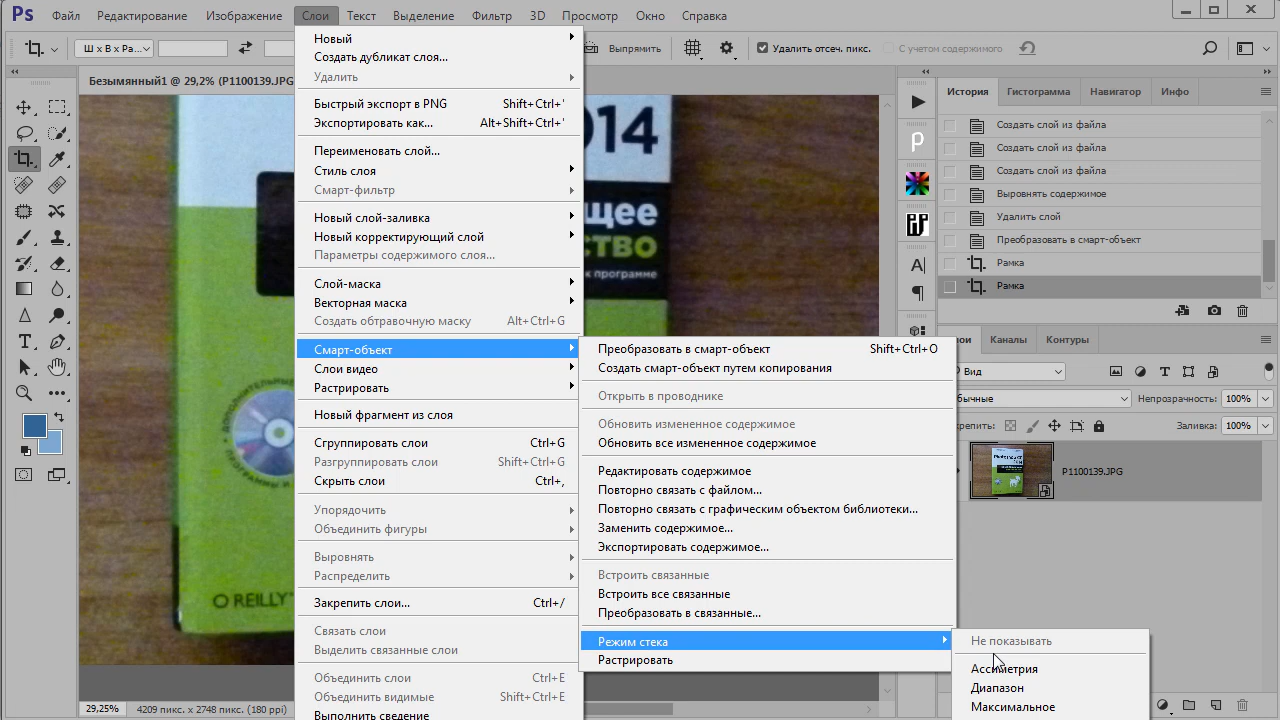 Ps Файл Редактирование Изображение Слои Текст Выделение Фильтр 3D Просмотр Окно Справка
Ш x В x Ра... Выпрямить Удалить отсеч. пикс. С учетом содержимого
Безымянный1 @ 29,2% (P1100139.JPG
Новый
Создать дубликат слоя...
Удалить
Быстрый экспорт в PNG Shift+Ctrl+'
Экспортировать как... Alt+Shift+Ctrl+'
Переименовать слой...
Стиль слоя
Смарт-фильтр
Новый слой-заливка
Новый корректирующий слой
Параметры содержимого слоя...
Слой-маска
Векторная маска
Создать обтравочную маску Alt+Ctrl+G
Смарт-объект
Слои видео
Растрировать
Новый фрагмент из слоя
Сгруппировать слои Ctrl+G
Разгруппировать слои Shift+Ctrl+G
Скрыть слои Ctrl+,
Упорядочить
Объединить фигуры
Выровнять
Распределить
Закрепить слои... Ctrl+/
Связать слои
Выделить связанные слои
Объединить слои Ctrl+E
Объединить видимые Shift+Ctrl+E
Выполнить сведение
Преобразовать в смарт-объект Shift+Ctrl+O
Создать смарт-объект путем копирования
Открыть в проводнике
Обновить измененное содержимое
Обновить все измененное содержимое
Редактировать содержимое
Повторно связать с файлом...
Повторно связать с графическим объектом библиотеки...
Заменить содержимое...
Экспортировать содержимое...
Встроить связанные
Встроить все связанные
Преобразовать в связанные...
Режим стека
Растрировать
Не показывать
Ассиметрия
Диапазон
Максимальное
014
щее
ство
к программе
O REILLY
История Гистограмма Навигатор Инфо
Создать слой из файла
Создать слой из файла
Создать слой из файла
Выровнять содержимое
Удалить слой
Преобразовать в смарт-объект
Рамка
Рамка
лои Каналы Контуры
Вид
бычные Непрозрачность: 100%
крепить: Заливка: 100%
P1100139.JPG
29,25% 4209 пикс. x 2748 пикс. (180 ppi)